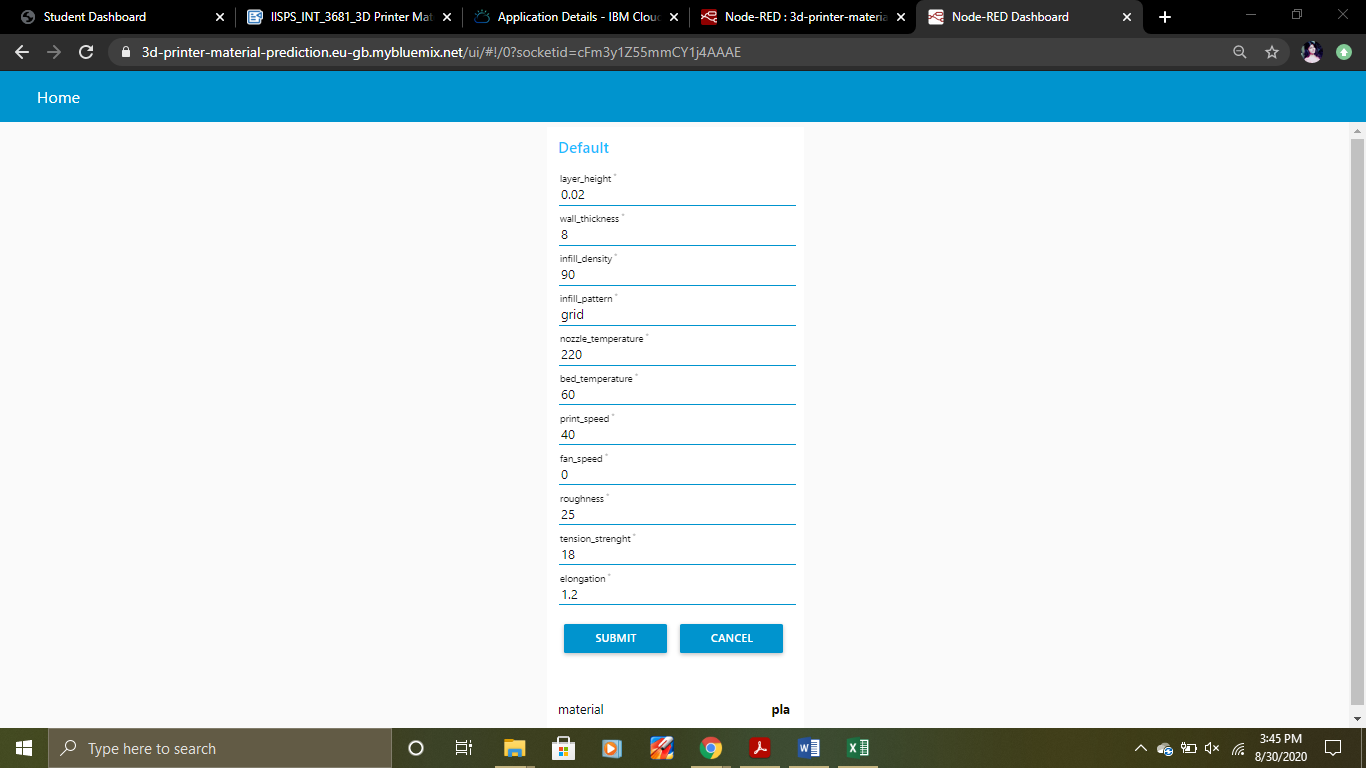 Student Dashboard
IISPS_INT_3681_3D Printer Mat
Application Details - IBM Clou
Node-RED : 3d-printer-materia
Node-RED Dashboard
3d-printer-material-prediction.eu-gb.mybluemix.net/ui/#!/0?socketid=cFm3y1Z55mmCY1j4AAAE
Home
Default
layer_height *
0.02
wall_thickness *
8
infill_density *
90
infill_pattern *
grid
nozzle_temperature *
220
bed_temperature *
60
print_speed *
40
fan_speed *
0
roughness *
25
tension_strenght *
18
elongation *
1.2
SUBMIT CANCEL
material pla
Type here to search
3:45 PM
8/30/2020